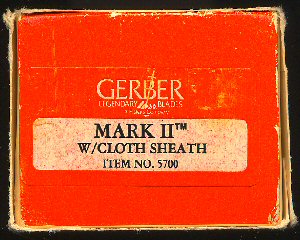 GERBER
LEGENDARY BLADES
MARK II™
W/CLOTH SHEATH
ITEM NO. 5700